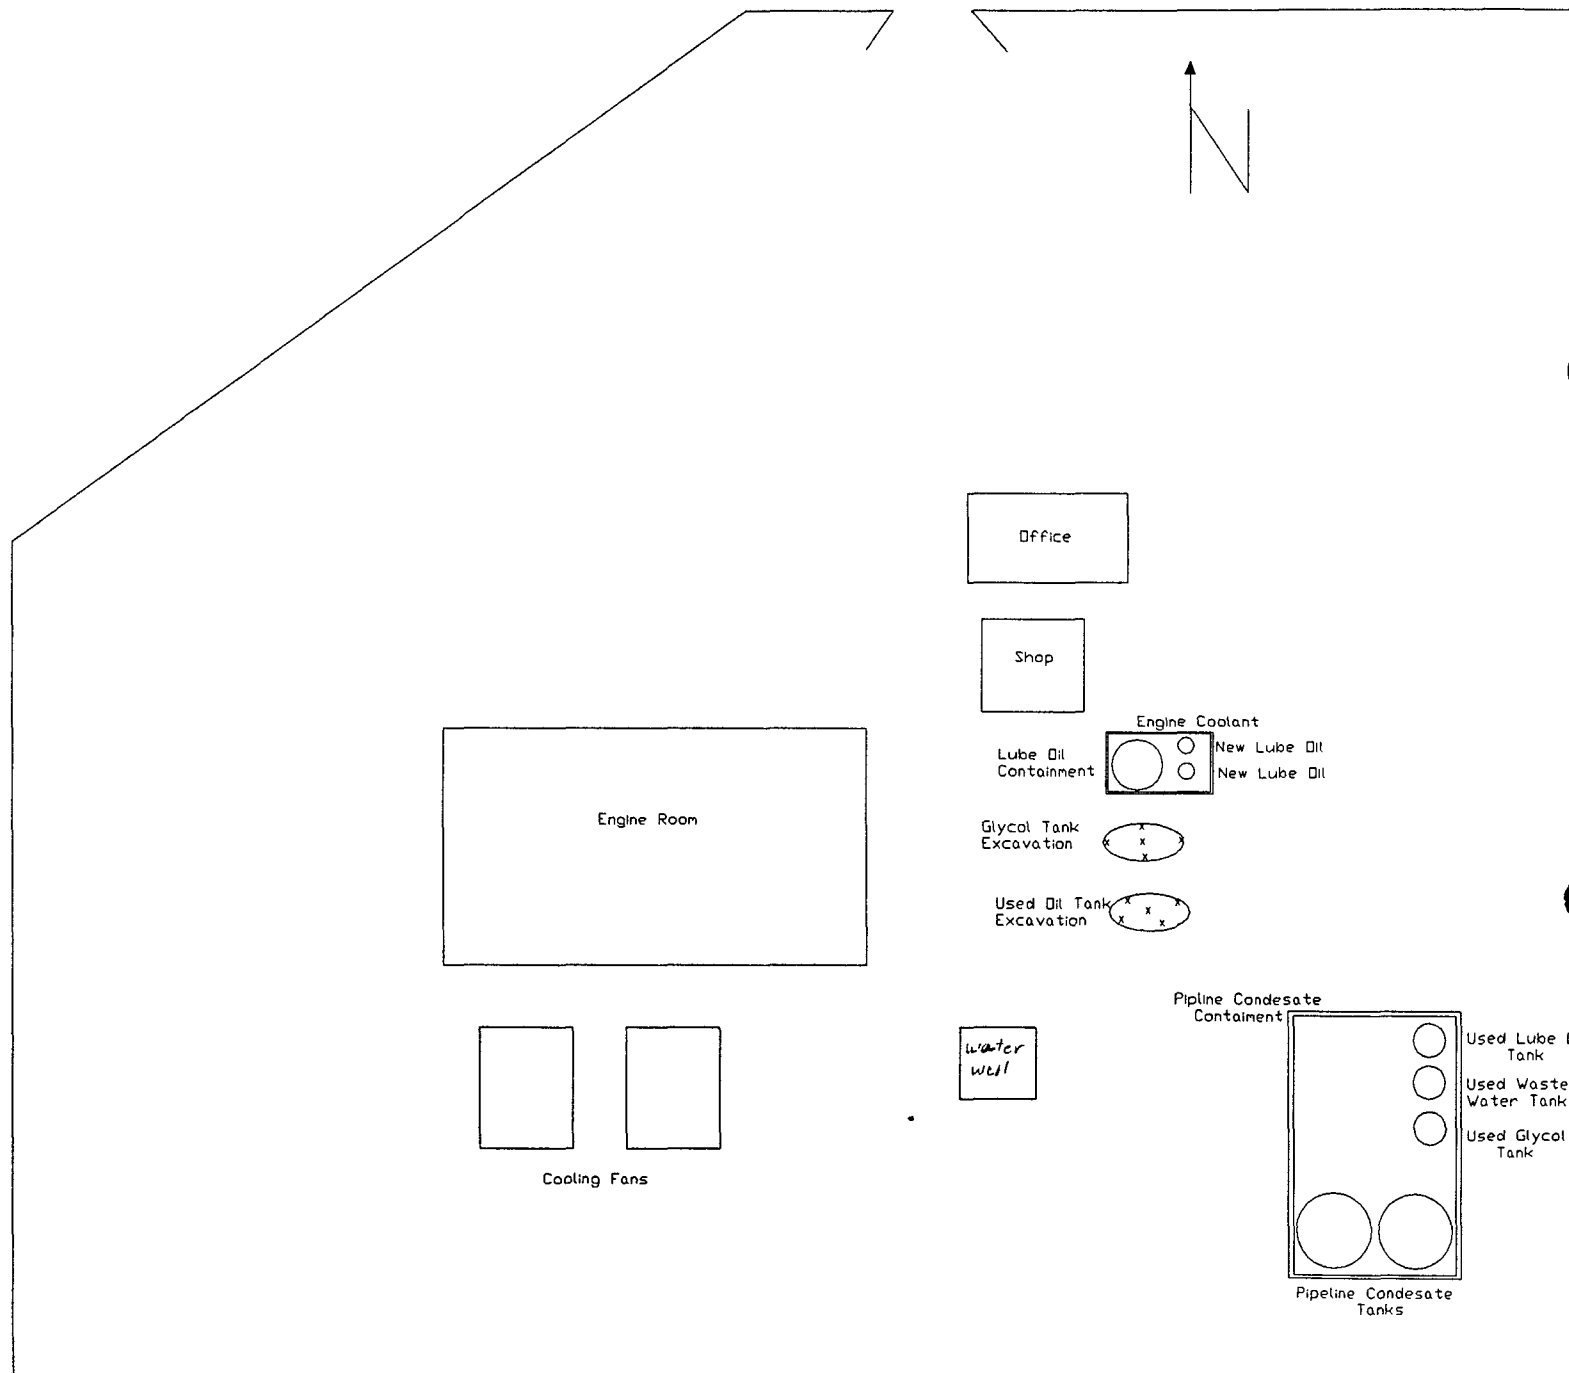 N
Office
Shop
Engine Coolant
New Lube Oil
New Lube Oil
Lube Oil
Containment
Engine Room
Glycol Tank
Excavation
x
x x x
x
Used Oil Tank
Excavation
x x
x
x x
Pipline Condesate
Contaiment
water
well
Used Lube
Tank
Used Waste
Water Tank
Used Glycol
Tank
Cooling Fans
Pipeline Condesate
Tanks